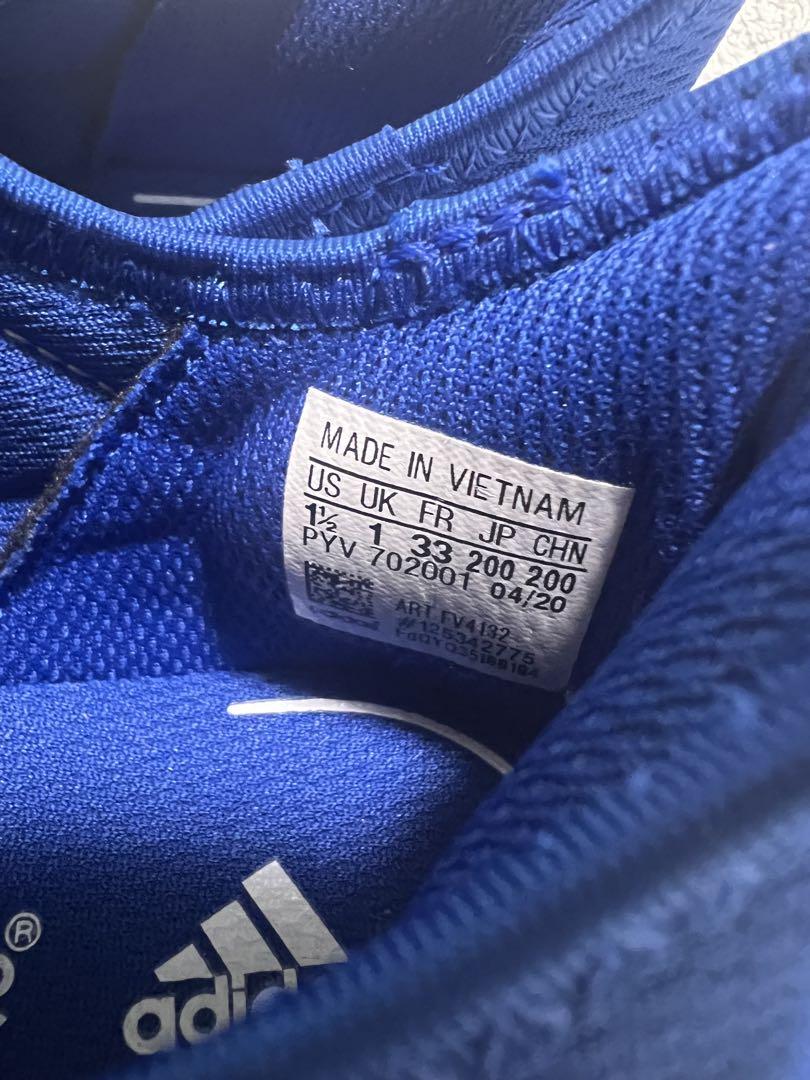 MADE IN VIETNAM
US UK FR JP CHN
1½ 1 33 200 200
PYV 702001 04/20
ART FV4132
#125342775
®
adid